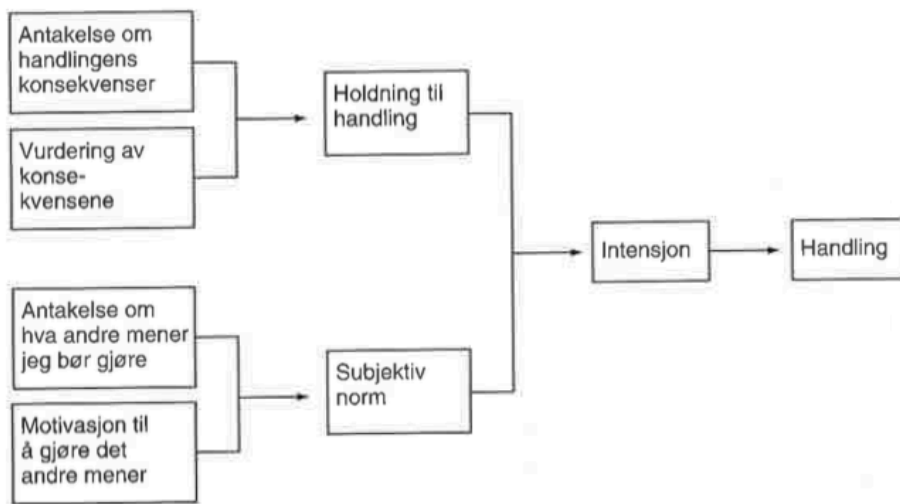 Antakelse om
handlingens
konsekvenser
Vurdering av
konse-
kvensene
Holdning til
handling
Antakelse om
hva andre mener
jeg bør gjøre
Motivasjon til
å gjøre det
andre mener
Subjektiv
norm
Intensjon
Handling